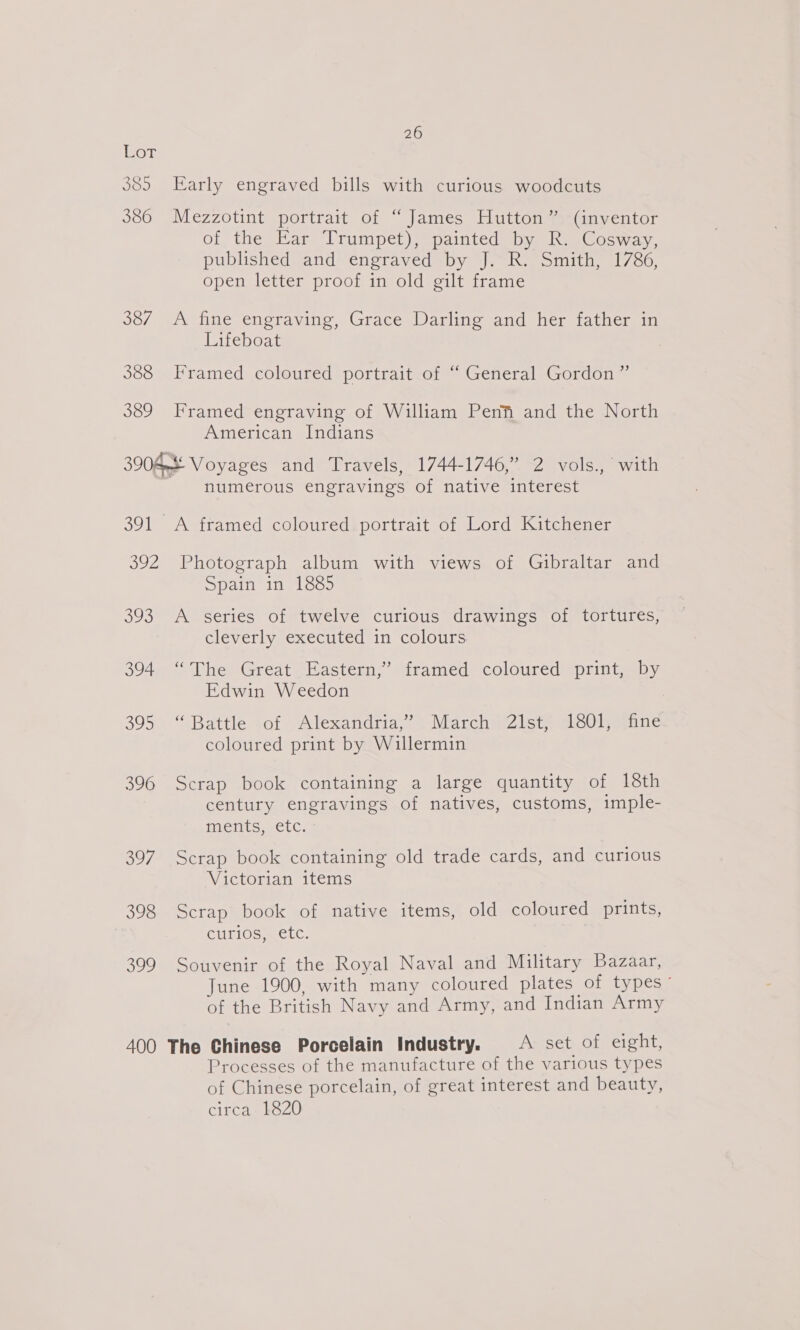 26
Lot
385 Early engraved bills with curious woodcuts
386 Mezzotint portrait of “James Hutton” (inventor
of the Ear Trumpet), painted by R. Cosway,
published and engraved by J. R. Smith, 1786,
open letter proof in old gilt frame
387 A fine engraving, Grace Darling and her father in
Lifeboat
388 Framed coloured portrait of “General Gordon”
389 Framed engraving of William Penn and the North
American Indians
390 Voyages and Travels, 1744-1746,” 2 vols., with
numerous engravings of native interest
391 A framed coloured portrait of Lord Kitchener
392 Photograph album with views of Gibraltar and
Spain in 1885
393 A series of twelve curious drawings of tortures,
cleverly executed in colours
394 “The Great Eastern,” framed coloured print, by
Edwin Weedon
395 “Battle of Alexandria,” March 21st, 1801, fine
coloured print by Willermin
396 Scrap book containing a large quantity of 18th
century engravings of natives, customs, imple-
ments, etc.
397 Scrap book containing old trade cards, and curious
Victorian items
398 Scrap book of native items, old coloured prints,
curios, etc.
399 Souvenir of the Royal Naval and Military Bazaar,
June 1900, with many coloured plates of types
of the British Navy and Army, and Indian Army
400 The Chinese Porcelain Industry. A set of eight,
Processes of the manufacture of the various types
of Chinese porcelain, of great interest and beauty,
circa 1820